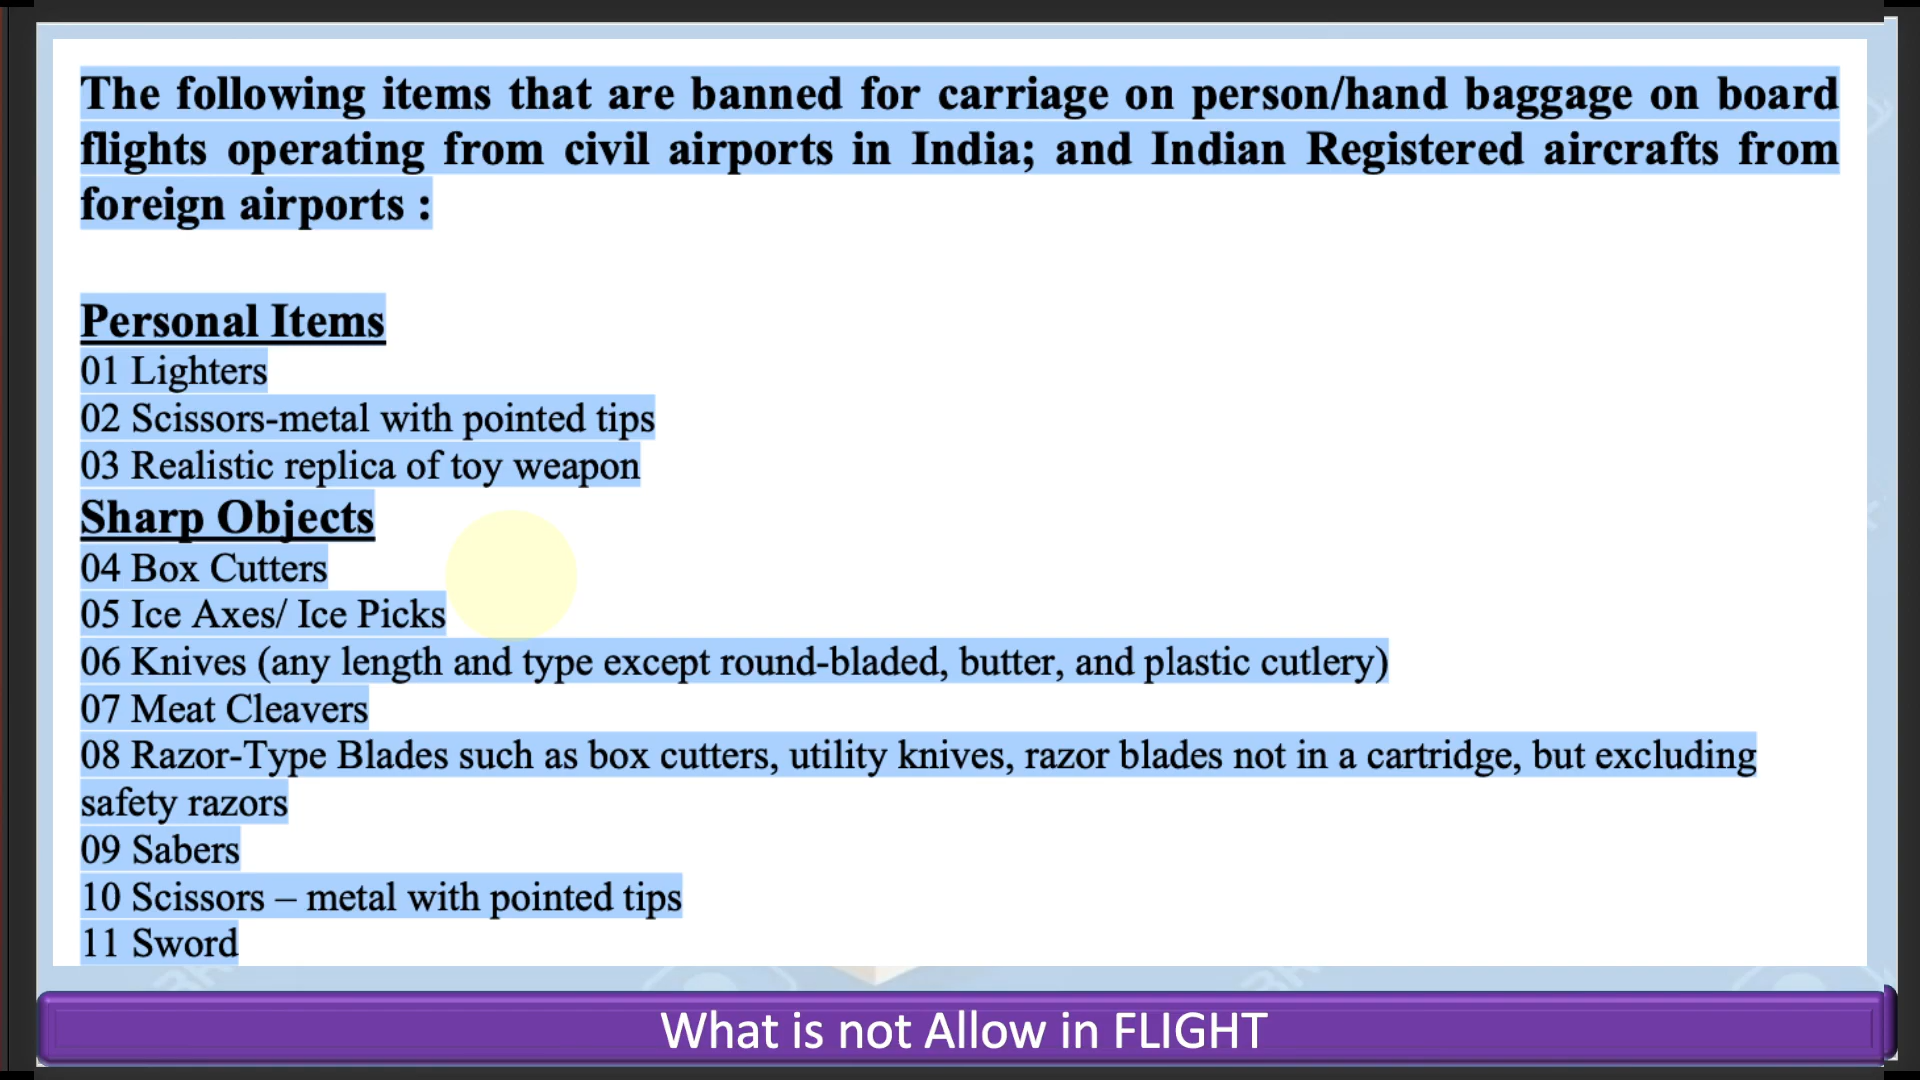 The following items that are banned for carriage on person/hand baggage on board
flights operating from civil airports in India; and Indian Registered aircrafts from
foreign airports :
Personal Items
01 Lighters
02 Scissors-metal with pointed tips
03 Realistic replica of toy weapon
Sharp Objects
04 Box Cutters
05 Ice Axes/ Ice Picks
06 Knives (any length and type except round-bladed, butter, and plastic cutlery)
07 Meat Cleavers
08 Razor-Type Blades such as box cutters, utility knives, razor blades not in a cartridge, but excluding
safety razors
09 Sabers
10 Scissors – metal with pointed tips
11 Sword
What is not Allow in FLIGHT